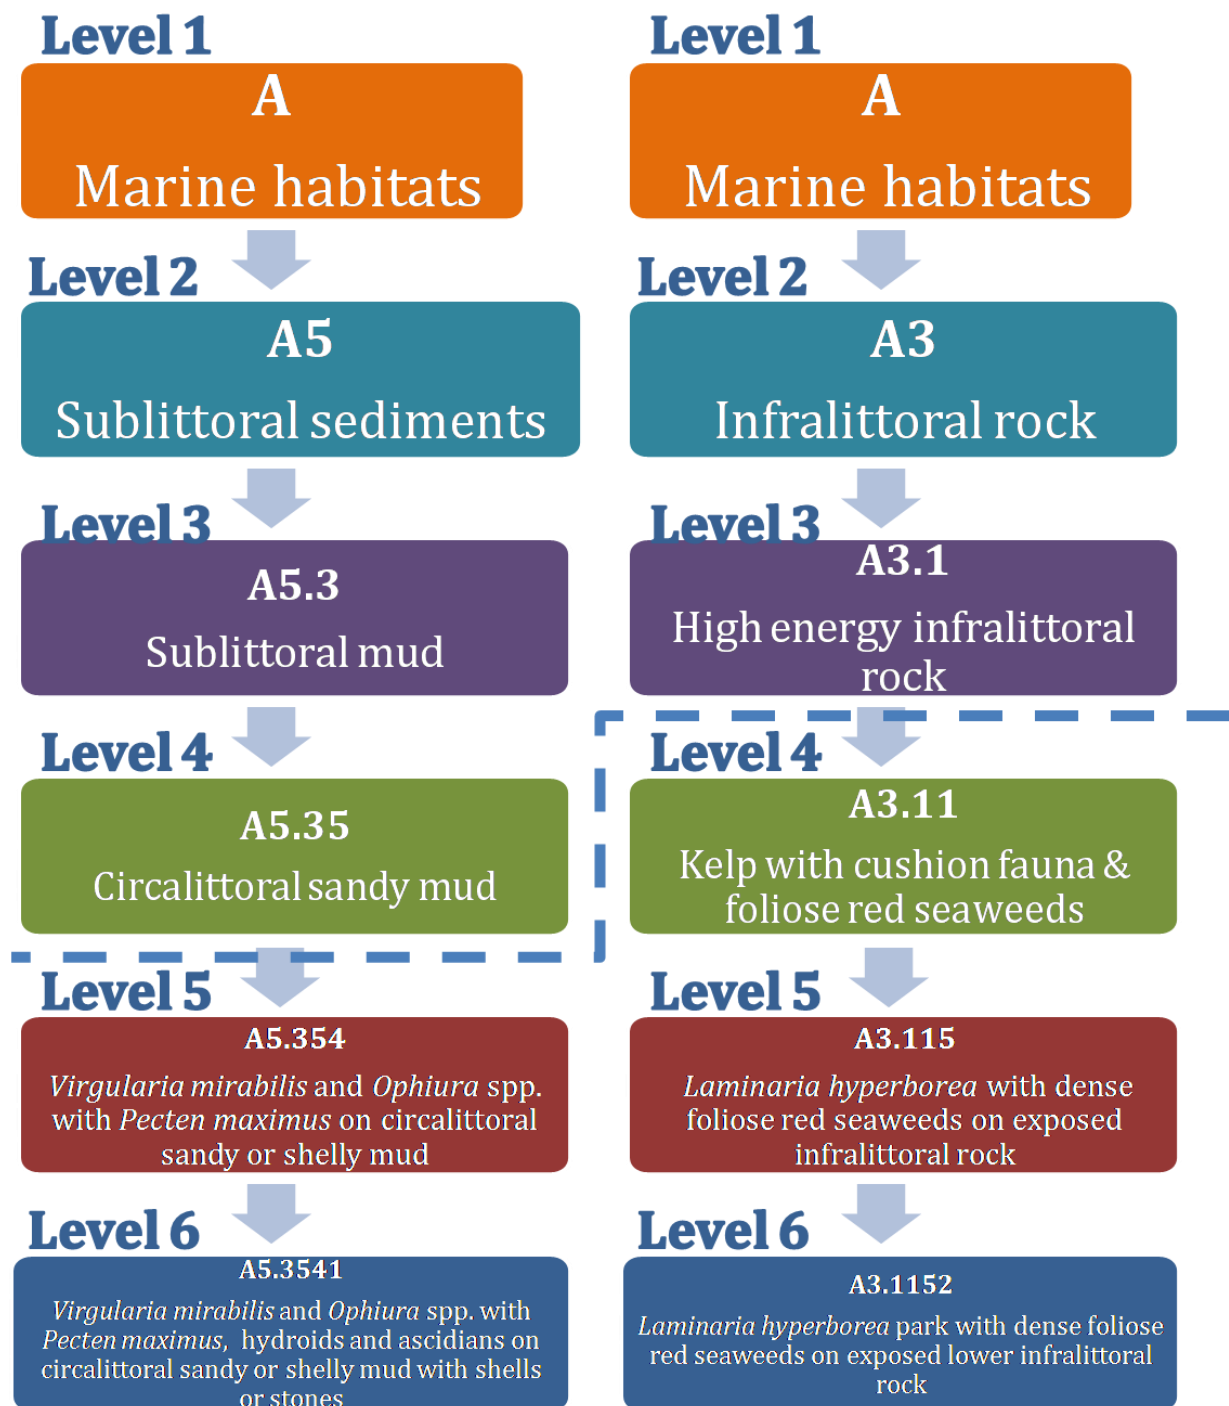 Level 1
A
Marine habitats
Level 2
A5
Sublittoral sediments
Level 3
A5.3
Sublittoral mud
Level 4
A5.35
Circalittoral sandy mud
Level 5
A5.354
Virgularia mirabilis and Ophiura spp.
with Pecten maximus on circalittoral
sandy or shelly mud
Level 6
A5.3541
Virgularia mirabilis and Ophiura spp. with
Pecten maximus, hydroids and ascidians on
circalittoral sandy or shelly mud with shells
or stones
Level 1
A
Marine habitats
Level 2
A3
Infralittoral rock
Level 3
A3.1
High energy infralittoral
rock
Level 4
A3.11
Kelp with cushion fauna &
foliose red seaweeds
Level 5
A3.115
Laminaria hyperborea with dense
foliose red seaweeds on exposed
infralittoral rock
Level 6
A3.1152
Laminaria hyperborea park with dense foliose
red seaweeds on exposed lower infralittoral
rock